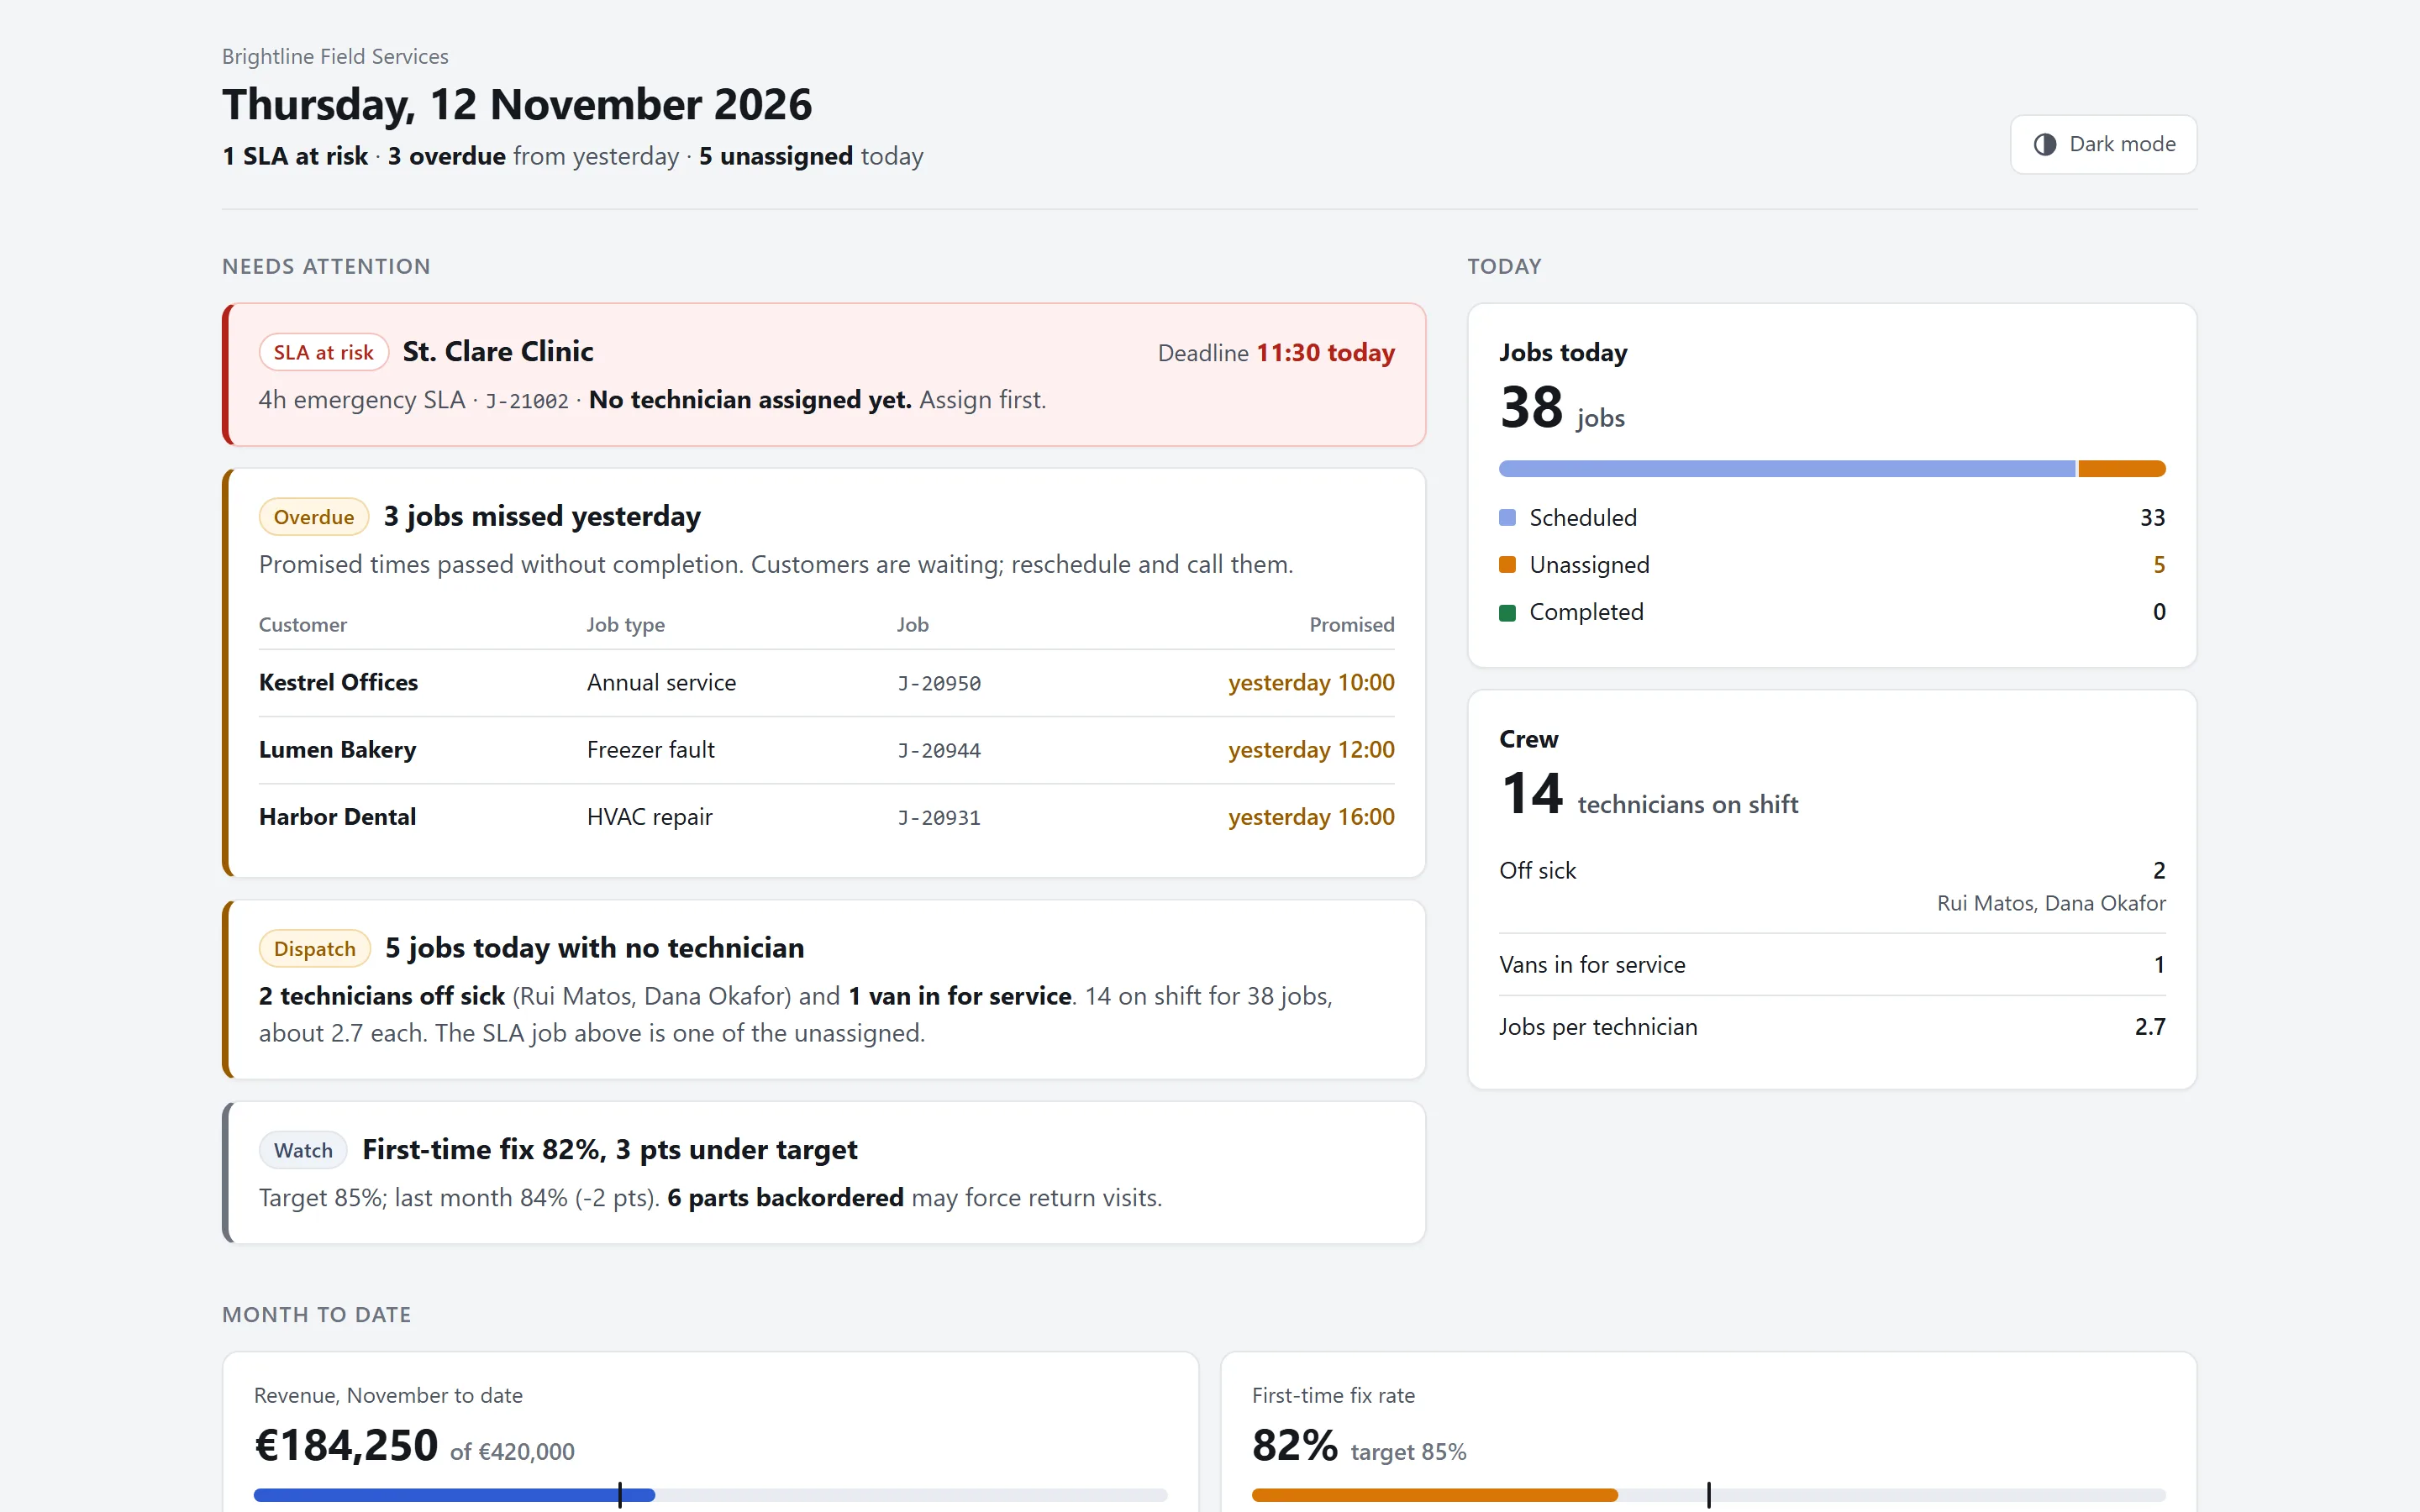 Brightline Field Services
Thursday, 12 November 2026
1 SLA at risk · 3 overdue from yesterday · 5 unassigned today
Dark mode
NEEDS ATTENTION
SLA at risk St. Clare Clinic Deadline 11:30 today
4h emergency SLA · J-21002 · No technician assigned yet. Assign first.
Overdue 3 jobs missed yesterday
Promised times passed without completion. Customers are waiting; reschedule and call them.
Customer Job type Job Promised
Kestrel Offices Annual service J-20950 yesterday 10:00
Lumen Bakery Freezer fault J-20944 yesterday 12:00
Harbor Dental HVAC repair J-20931 yesterday 16:00
Dispatch 5 jobs today with no technician
2 technicians off sick (Rui Matos, Dana Okafor) and 1 van in for service. 14 on shift for 38 jobs,
about 2.7 each. The SLA job above is one of the unassigned.
Watch First-time fix 82%, 3 pts under target
Target 85%; last month 84% (-2 pts). 6 parts backordered may force return visits.
TODAY
Jobs today
38 jobs
Scheduled 33
Unassigned 5
Completed 0
Crew
14 technicians on shift
Off sick 2
Rui Matos, Dana Okafor
Vans in for service 1
Jobs per technician 2.7
MONTH TO DATE
Revenue, November to date
€184,250 of €420,000
First-time fix rate
82% target 85%